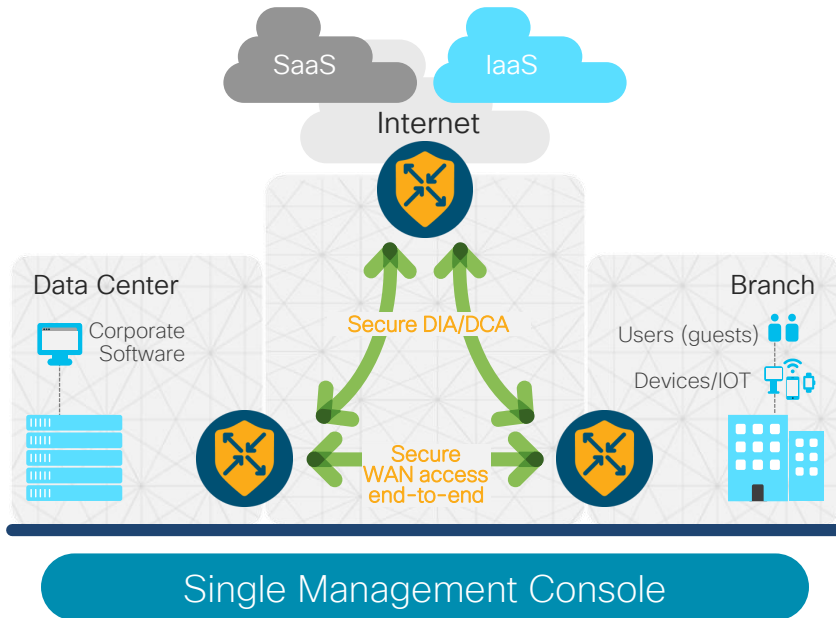 SaaS
IaaS
Internet
Data Center
Corporate
Software
Secure DIA/DCA
Branch
Users (guests)
Devices/IOT
Secure
WAN access
end-to-end
Single Management Console